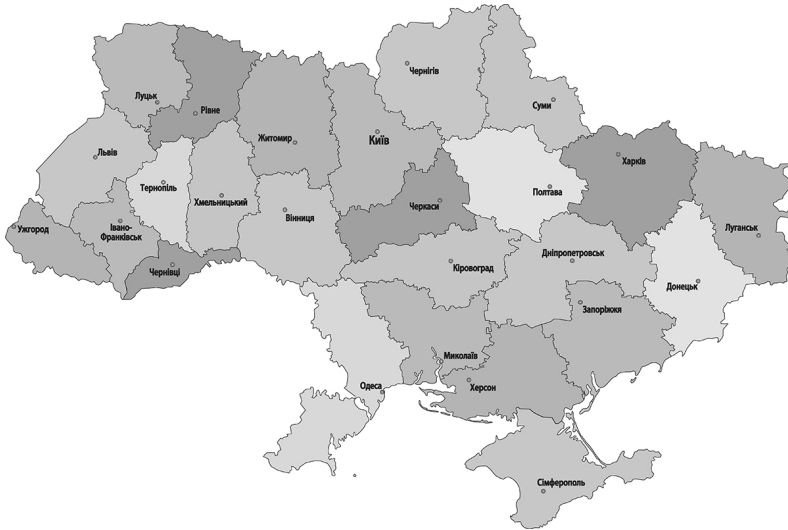 Чернігів
Луцьк
Суми
Рівне
Житомир
Київ
Львів
Харків
Тернопіль
Полтава
Хмельницький
Черкаси
Вінниця
Ужгород
Івано-
Франківськ
Луганськ
Чернівці
Кіровоград
Дніпропетровськ
Донецьк
Запоріжжя
Миколаїв
Одеса
Херсон
Сімферополь